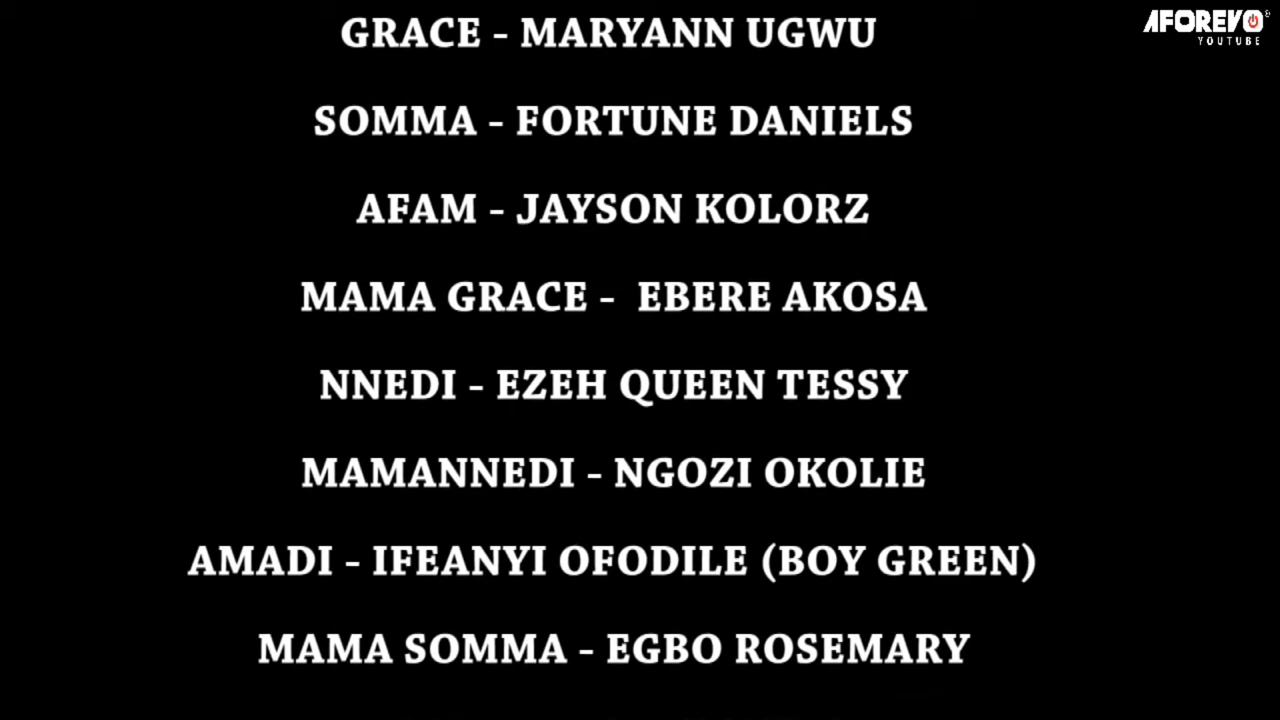 AFOREVO
YOUTUBE
GRACE - MARYANN UGWU
SOMMA - FORTUNE DANIELS
AFAM - JAYSON KOLORZ
MAMA GRACE -  EBERE AKOSA
NNEDI - EZEH QUEEN TESSY
MAMANNEDI - NGOZI OKOLIE
AMADI - IFEANYI OFODILE (BOY GREEN)
MAMA SOMMA - EGBO ROSEMARY